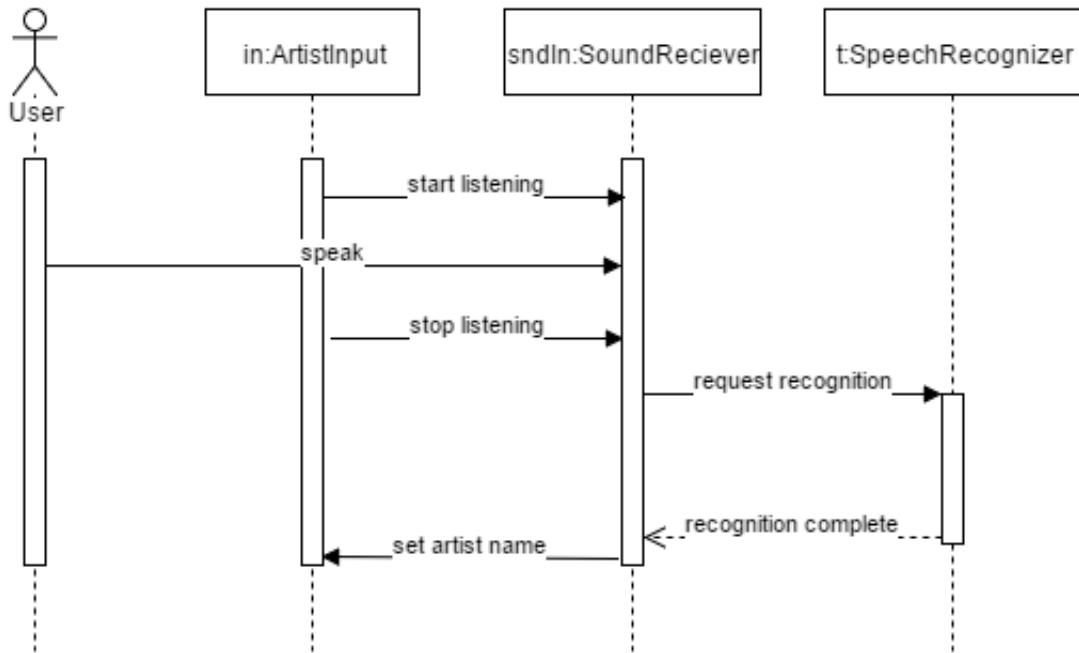 in:ArtistInput
sndIn:SoundReciever
t:SpeechRecognizer
User
start listening
speak
stop listening
request recognition
recognition complete
set artist name